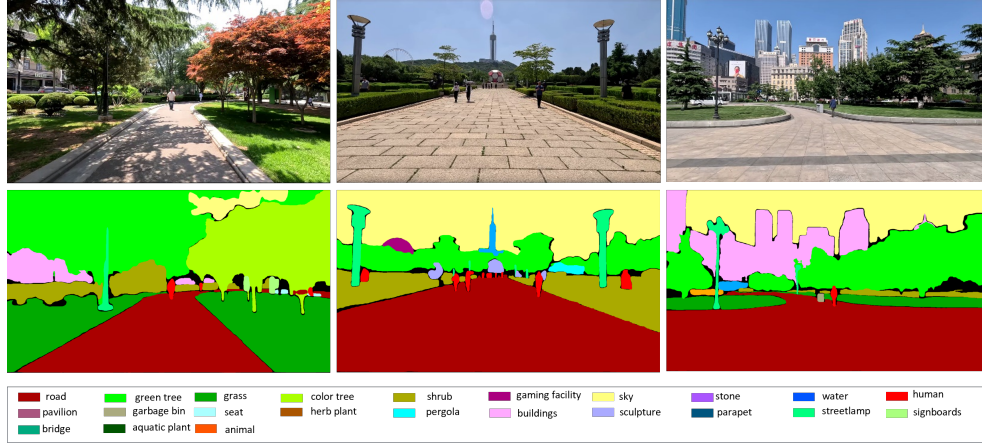 road green tree grass color tree shrub gaming facility sky stone water human
pavilion garbage bin seat herb plant pergola buildings sculpture parapet streetlamp signboards
bridge aquatic plant animal